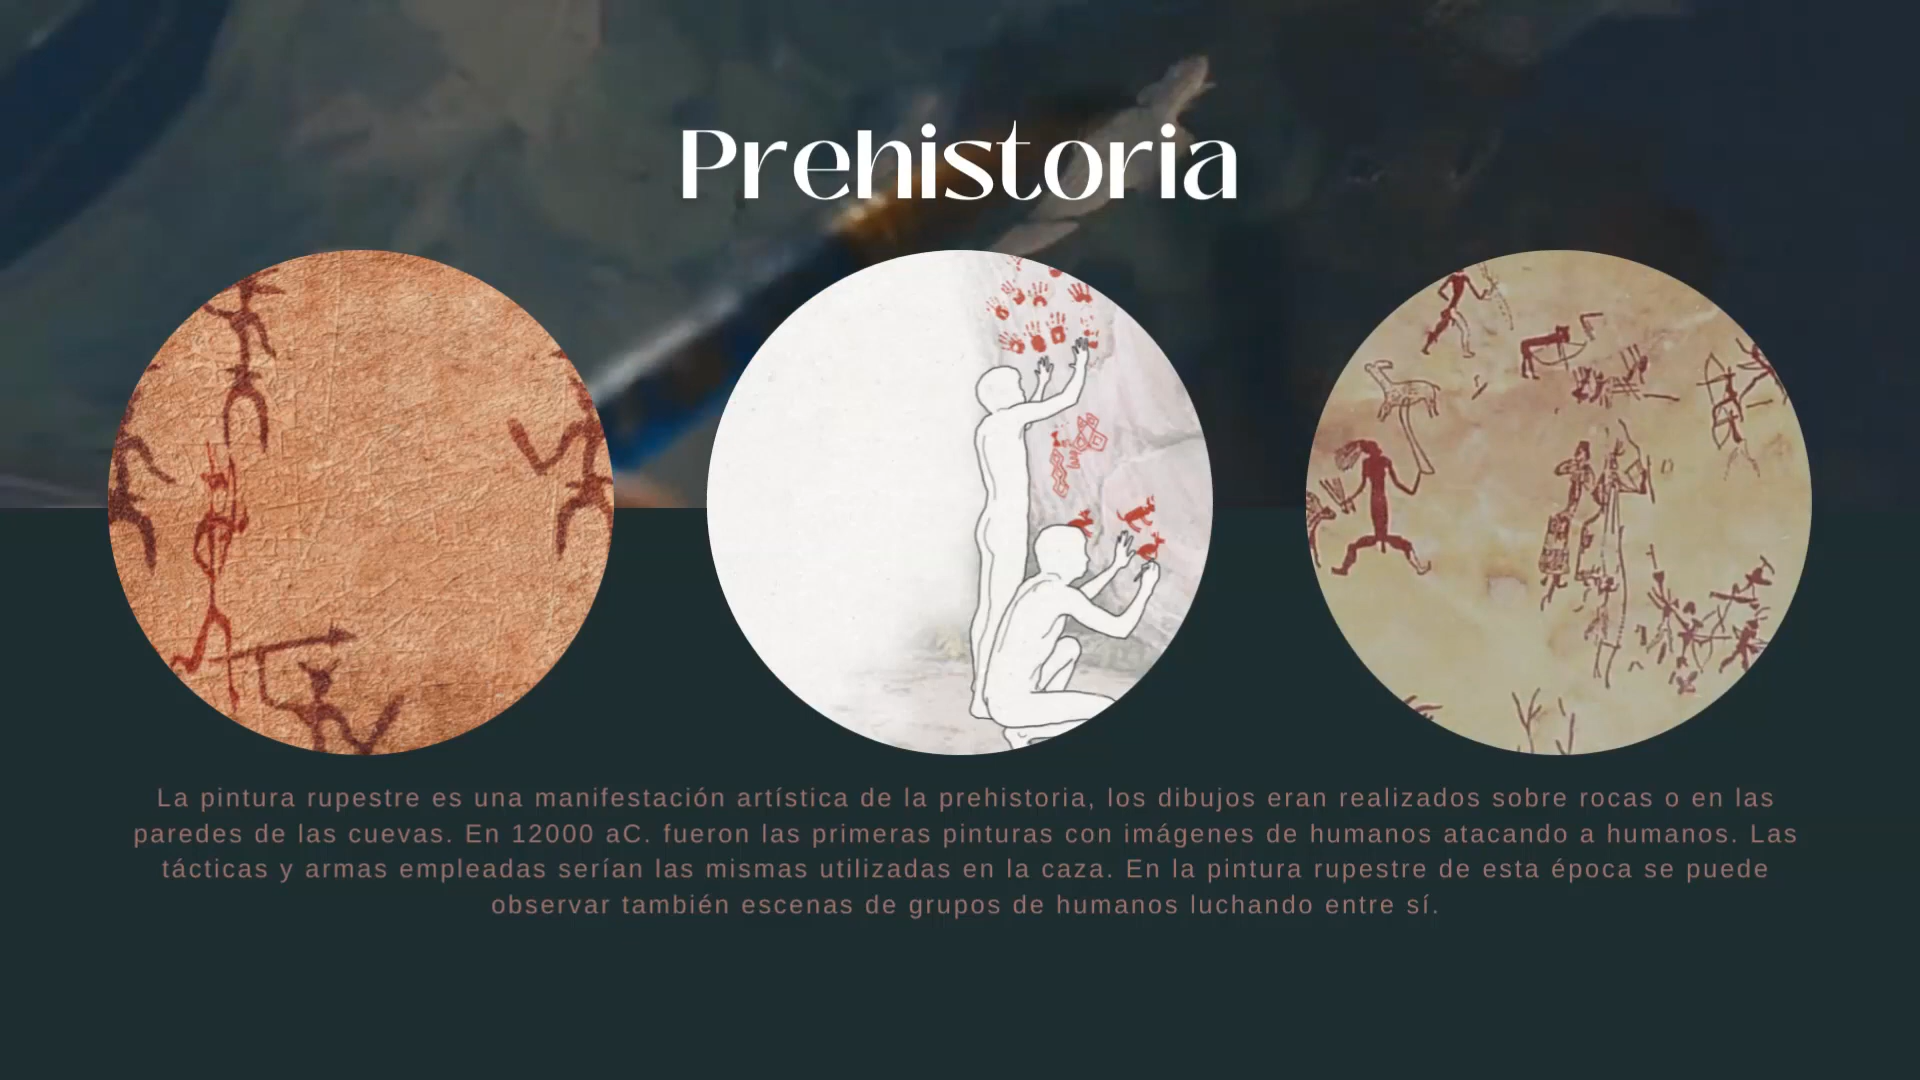 Prehistoria
La pintura rupestre es una manifestación artística de la prehistoria, los dibujos eran realizados sobre rocas o en las
paredes de las cuevas. En 12000 aC. fueron las primeras pinturas con imágenes de humanos atacando a humanos. Las
tácticas y armas empleadas serían las mismas utilizadas en la caza. En la pintura rupestre de esta época se puede
observar también escenas de grupos de humanos luchando entre sí.